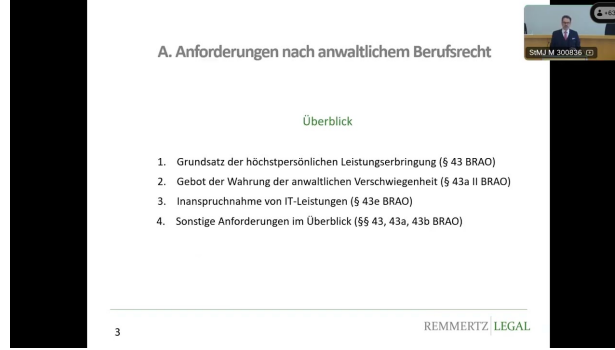 A. Anforderungen nach anwaltlichem Berufsrecht
+63
StMJ M 300836
Überblick
1. Grundsatz der höchstpersönlichen Leistungserbringung (§ 43 BRAO)
2. Gebot der Wahrung der anwaltlichen Verschwiegenheit (§ 43a II BRAO)
3. Inanspruchnahme von IT-Leistungen (§ 43e BRAO)
4. Sonstige Anforderungen im Überblick (§§ 43, 43a, 43b BRAO)
3
REMMERTZ LEGAL